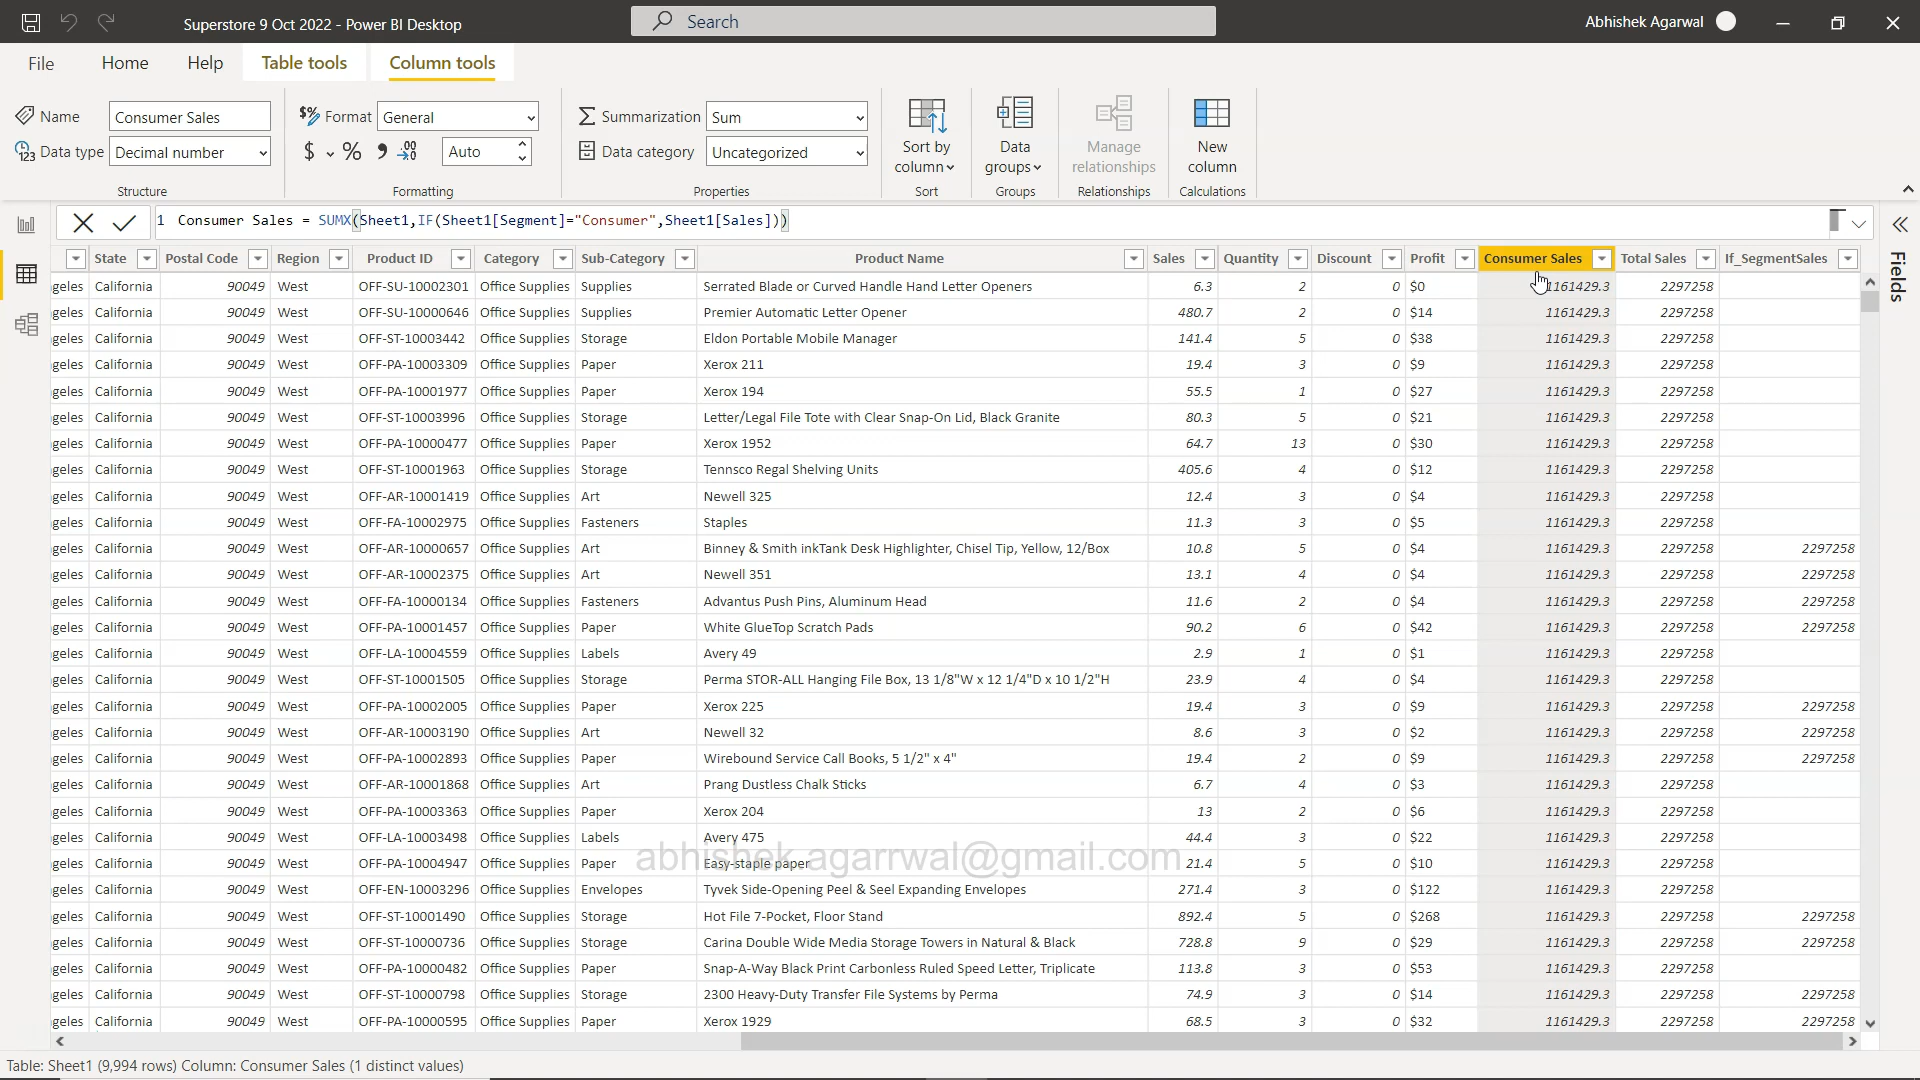 Superstore 9 Oct 2022 - Power BI Desktop Search Abhishek Agarwal
File Home Help Table tools Column tools
Name Consumer Sales Format General Summarization Sum
Data type Decimal number $ % Auto Data category Uncategorized
Sort by column Data groups Manage relationships New column
Structure Formatting Properties Sort Groups Relationships Calculations
1 Consumer Sales = SUMX(Sheet1,IF(Sheet1[Segment]="Consumer",Sheet1[Sales]))
Fields
State Postal Code Region Product ID Category Sub-Category Product Name Sales Quantity Discount Profit Consumer Sales Total Sales If_SegmentSales
geles California 90049 West OFF-SU-10002301 Office Supplies Supplies Serrated Blade or Curved Handle Hand Letter Openers 6.3 2 0 $0 1161429.3 2297258
geles California 90049 West OFF-SU-10000646 Office Supplies Supplies Premier Automatic Letter Opener 480.7 2 0 $14 1161429.3 2297258
geles California 90049 West OFF-ST-10003442 Office Supplies Storage Eldon Portable Mobile Manager 141.4 5 0 $38 1161429.3 2297258
geles California 90049 West OFF-PA-10003309 Office Supplies Paper Xerox 211 19.4 3 0 $9 1161429.3 2297258
geles California 90049 West OFF-PA-10001977 Office Supplies Paper Xerox 194 55.5 1 0 $27 1161429.3 2297258
geles California 90049 West OFF-ST-10003996 Office Supplies Storage Letter/Legal File Tote with Clear Snap-On Lid, Black Granite 80.3 5 0 $21 1161429.3 2297258
geles California 90049 West OFF-PA-10000477 Office Supplies Paper Xerox 1952 64.7 13 0 $30 1161429.3 2297258
geles California 90049 West OFF-ST-10001963 Office Supplies Storage Tennsco Regal Shelving Units 405.6 4 0 $12 1161429.3 2297258
geles California 90049 West OFF-AR-10001419 Office Supplies Art Newell 325 12.4 3 0 $4 1161429.3 2297258
geles California 90049 West OFF-FA-10002975 Office Supplies Fasteners Staples 11.3 3 0 $5 1161429.3 2297258
geles California 90049 West OFF-AR-10000657 Office Supplies Art Binney & Smith inkTank Desk Highlighter, Chisel Tip, Yellow, 12/Box 10.8 5 0 $4 1161429.3 2297258 2297258
geles California 90049 West OFF-AR-10002375 Office Supplies Art Newell 351 13.1 4 0 $4 1161429.3 2297258 2297258
geles California 90049 West OFF-FA-10000134 Office Supplies Fasteners Advantus Push Pins, Aluminum Head 11.6 2 0 $4 1161429.3 2297258 2297258
geles California 90049 West OFF-PA-10001457 Office Supplies Paper White GlueTop Scratch Pads 90.2 6 0 $42 1161429.3 2297258 2297258
geles California 90049 West OFF-LA-10004559 Office Supplies Labels Avery 49 2.9 1 0 $1 1161429.3 2297258
geles California 90049 West OFF-ST-10001505 Office Supplies Storage Perma STOR-ALL Hanging File Box, 13 1/8"W x 12 1/4"D x 10 1/2"H 23.9 4 0 $4 1161429.3 2297258
geles California 90049 West OFF-PA-10002005 Office Supplies Paper Xerox 225 19.4 3 0 $9 1161429.3 2297258 2297258
geles California 90049 West OFF-AR-10003190 Office Supplies Art Newell 32 8.6 3 0 $2 1161429.3 2297258 2297258
geles California 90049 West OFF-PA-10002893 Office Supplies Paper Wirebound Service Call Books, 5 1/2" x 4" 19.4 2 0 $9 1161429.3 2297258 2297258
geles California 90049 West OFF-AR-10001868 Office Supplies Art Prang Dustless Chalk Sticks 6.7 4 0 $3 1161429.3 2297258
geles California 90049 West OFF-PA-10003363 Office Supplies Paper Xerox 204 13 2 0 $6 1161429.3 2297258
geles California 90049 West OFF-LA-10003498 Office Supplies Labels Avery 475 44.4 3 0 $22 1161429.3 2297258
geles California 90049 West OFF-PA-10004947 Office Supplies Paper Easy-staple paper 21.4 5 0 $10 1161429.3 2297258
abhishek.agarrwal@gmail.com
geles California 90049 West OFF-EN-10003296 Office Supplies Envelopes Tyvek Side-Opening Peel & Seel Expanding Envelopes 271.4 3 0 $122 1161429.3 2297258
geles California 90049 West OFF-ST-10001490 Office Supplies Storage Hot File 7-Pocket, Floor Stand 892.4 5 0 $268 1161429.3 2297258 2297258
geles California 90049 West OFF-ST-10000736 Office Supplies Storage Carina Double Wide Media Storage Towers in Natural & Black 728.8 9 0 $29 1161429.3 2297258 2297258
geles California 90049 West OFF-PA-10000482 Office Supplies Paper Snap-A-Way Black Print Carbonless Ruled Speed Letter, Triplicate 113.8 3 0 $53 1161429.3 2297258
geles California 90049 West OFF-ST-10000798 Office Supplies Storage 2300 Heavy-Duty Transfer File Systems by Perma 74.9 3 0 $14 1161429.3 2297258 2297258
geles California 90049 West OFF-PA-10000595 Office Supplies Paper Xerox 1929 68.5 3 0 $32 1161429.3 2297258 2297258
Table: Sheet1 (9,994 rows) Column: Consumer Sales (1 distinct values)